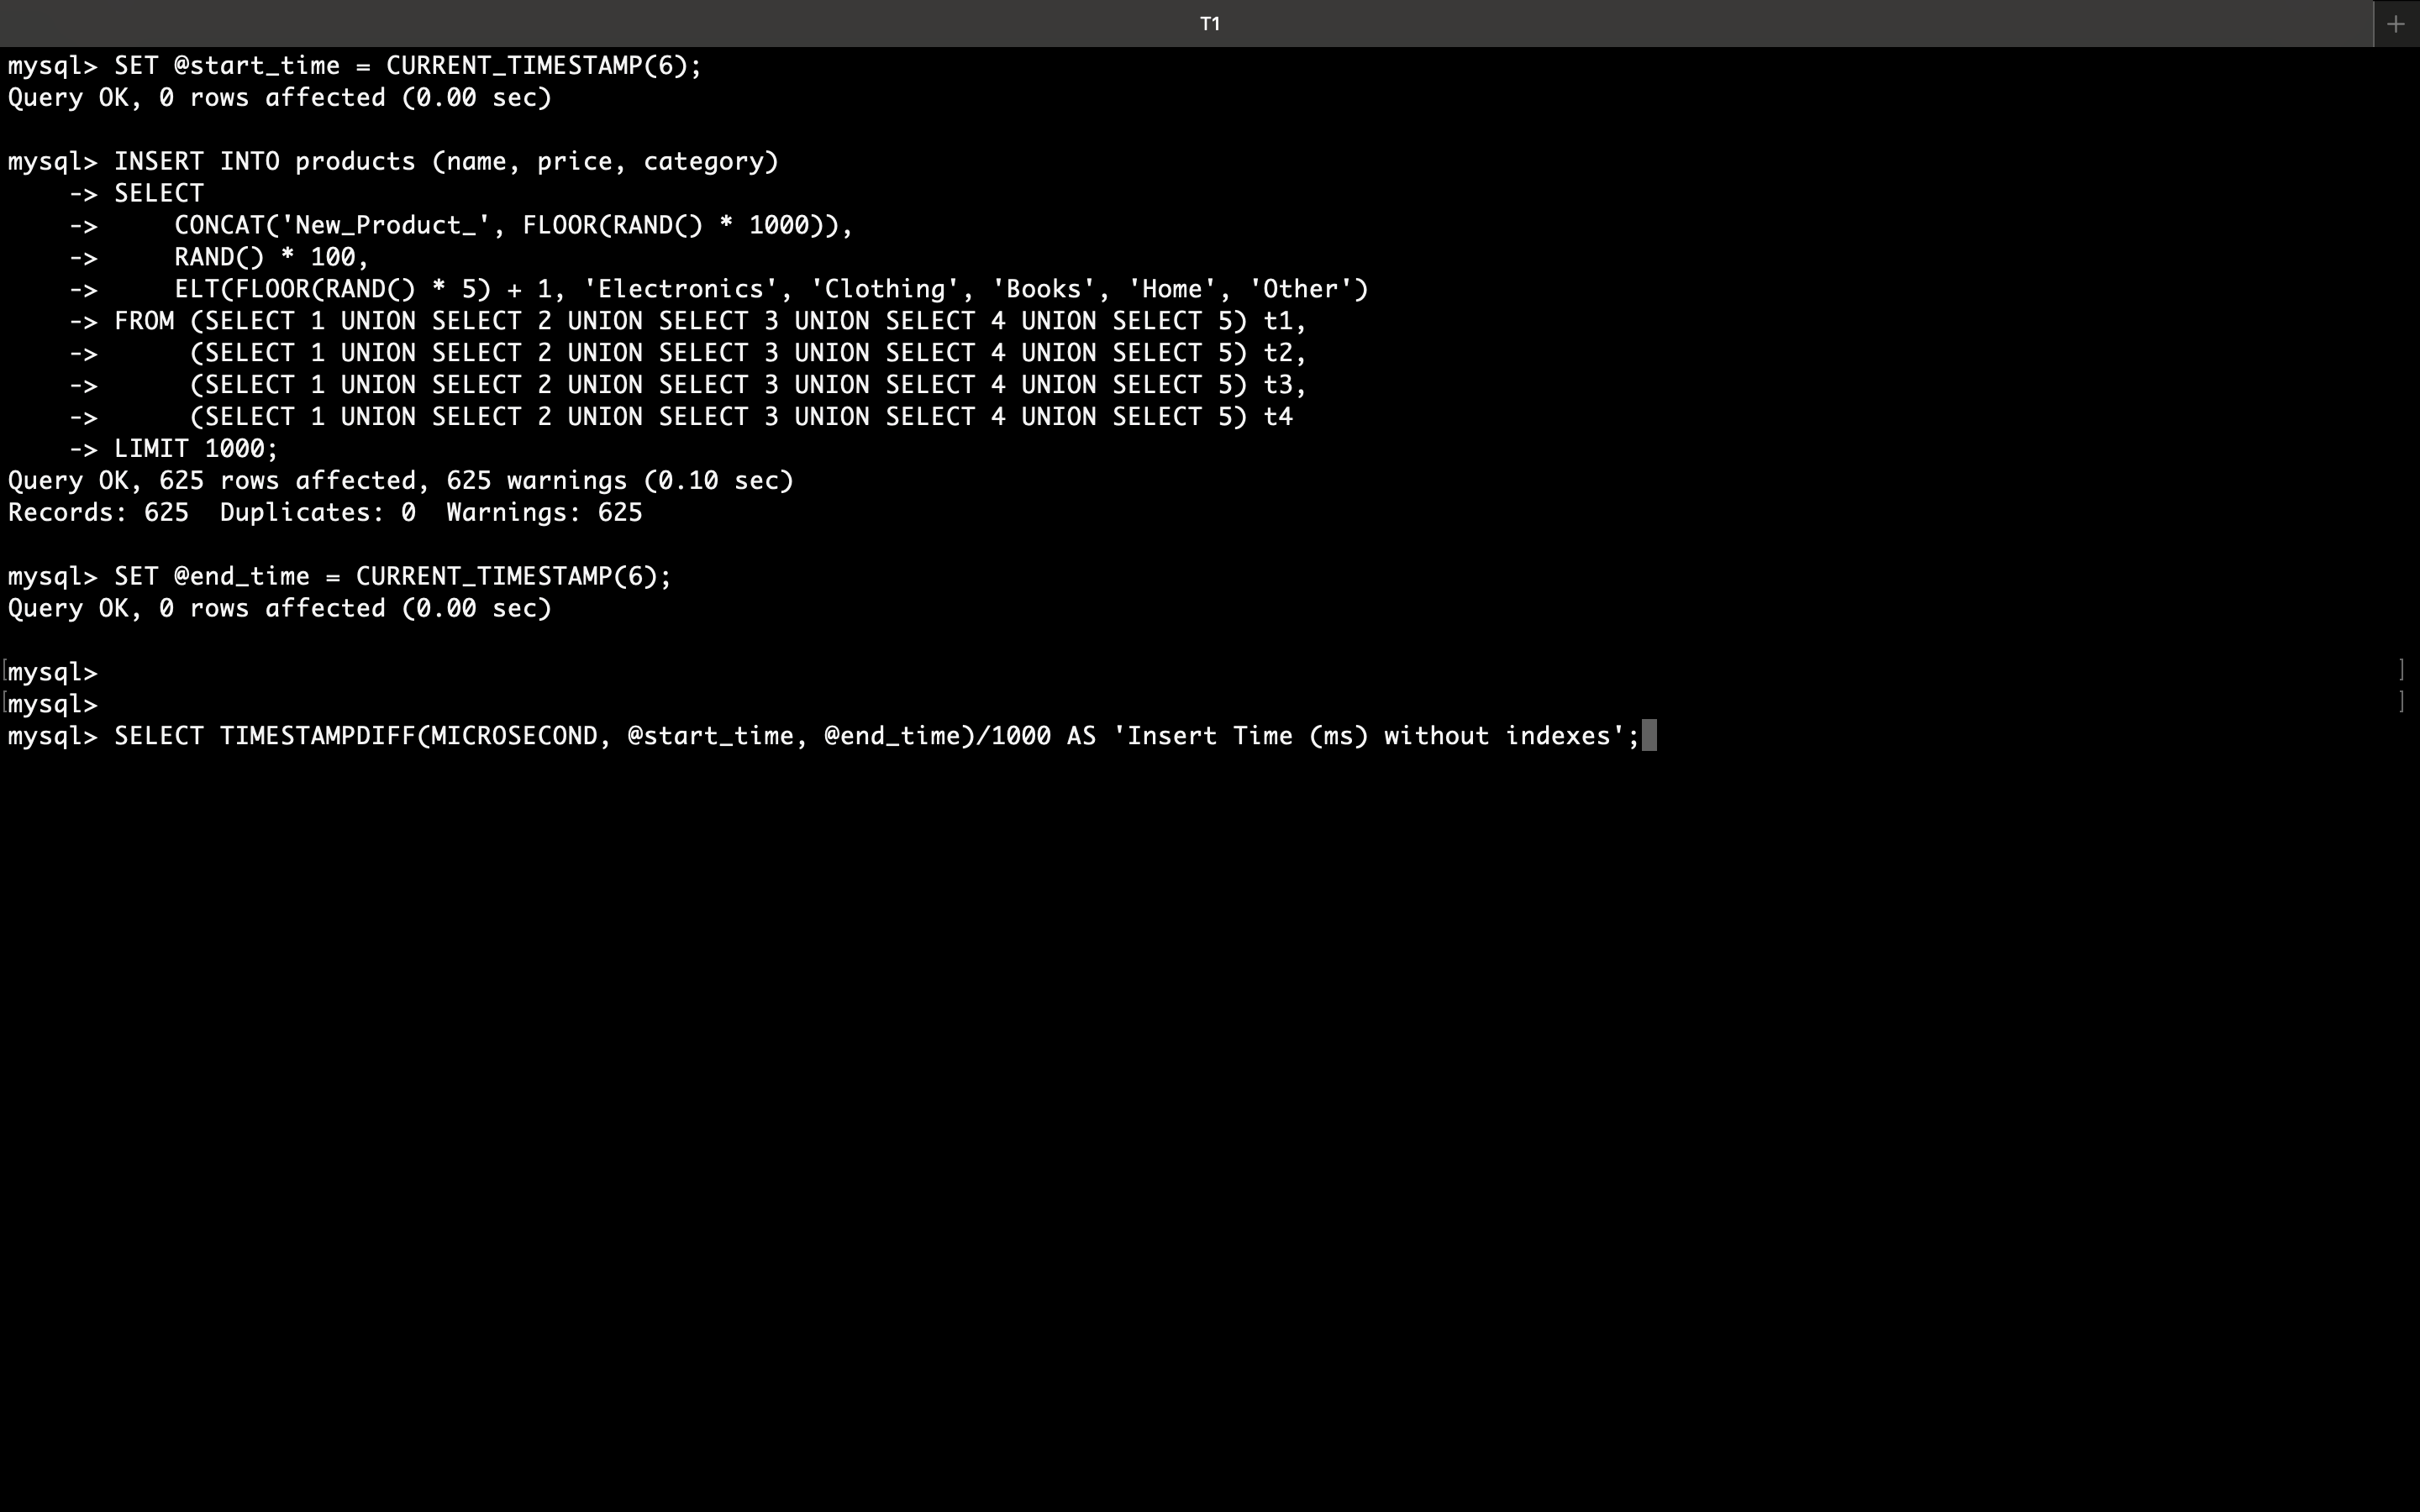 T1
+
mysql> SET @start_time = CURRENT_TIMESTAMP(6);
Query OK, 0 rows affected (0.00 sec)

mysql> INSERT INTO products (name, price, category)
    -> SELECT
    ->     CONCAT('New_Product_', FLOOR(RAND() * 1000)),
    ->     RAND() * 100,
    ->     ELT(FLOOR(RAND() * 5) + 1, 'Electronics', 'Clothing', 'Books', 'Home', 'Other')
    -> FROM (SELECT 1 UNION SELECT 2 UNION SELECT 3 UNION SELECT 4 UNION SELECT 5) t1,
    ->      (SELECT 1 UNION SELECT 2 UNION SELECT 3 UNION SELECT 4 UNION SELECT 5) t2,
    ->      (SELECT 1 UNION SELECT 2 UNION SELECT 3 UNION SELECT 4 UNION SELECT 5) t3,
    ->      (SELECT 1 UNION SELECT 2 UNION SELECT 3 UNION SELECT 4 UNION SELECT 5) t4
    -> LIMIT 1000;
Query OK, 625 rows affected, 625 warnings (0.10 sec)
Records: 625  Duplicates: 0  Warnings: 625

mysql> SET @end_time = CURRENT_TIMESTAMP(6);
Query OK, 0 rows affected (0.00 sec)

[mysql> ]
[mysql> ]
mysql> SELECT TIMESTAMPDIFF(MICROSECOND, @start_time, @end_time)/1000 AS 'Insert Time (ms) without indexes';